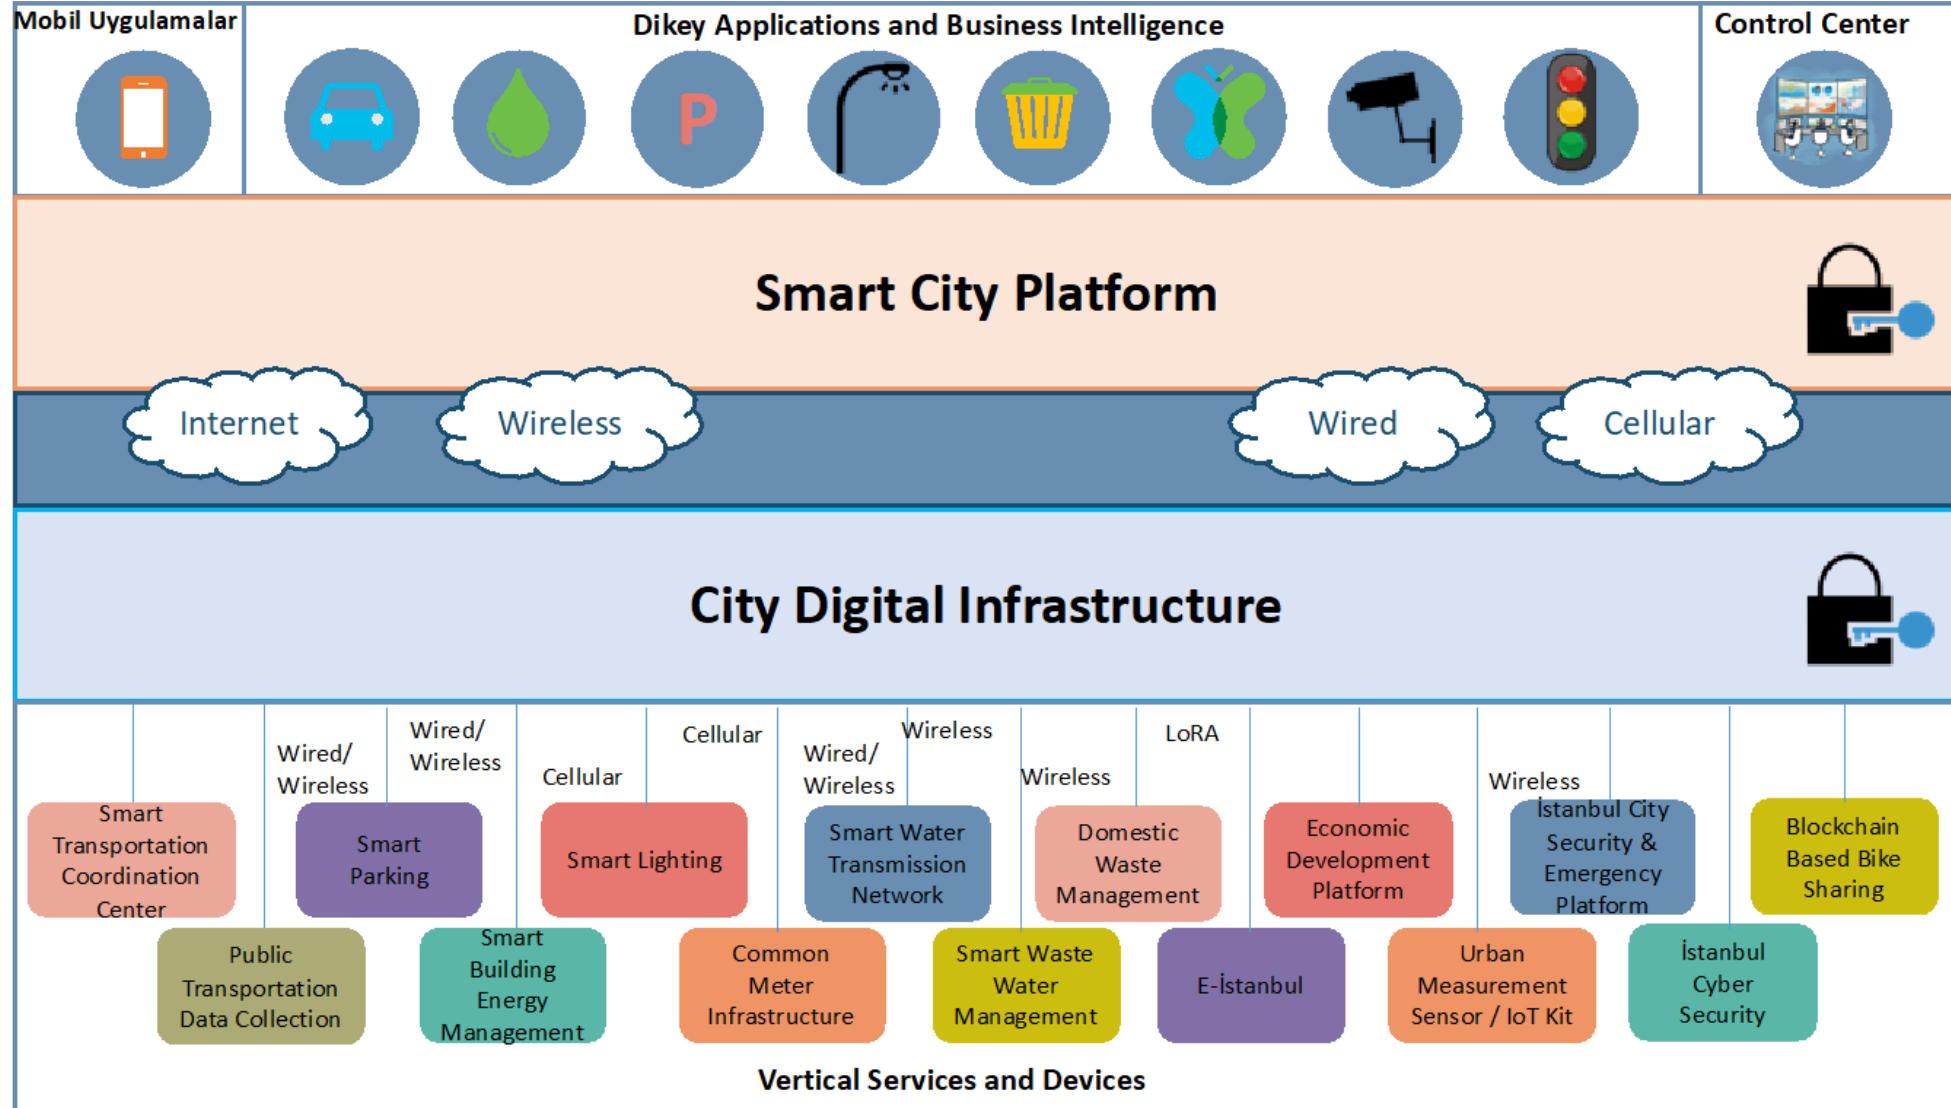 Mobil Uygulamalar
Dikey Applications and Business Intelligence
Control Center
P
Smart City Platform
Internet
Wireless
Wired
Cellular
City Digital Infrastructure
Wired/
Wireless
Wired/
Wireless
Cellular
Cellular
Wired/
Wireless
Wireless
Wireless
LoRA
Wireless
Smart
Transportation
Coordination
Center
Smart
Parking
Smart Lighting
Smart Water
Transmission
Network
Domestic
Waste
Management
Economic
Development
Platform
İstanbul City
Security &
Emergency
Platform
Blockchain
Based Bike
Sharing
Public
Transportation
Data Collection
Smart
Building
Energy
Management
Common
Meter
Infrastructure
Smart Waste
Water
Management
E-İstanbul
Urban
Measurement
Sensor / IoT Kit
İstanbul
Cyber
Security
Vertical Services and Devices